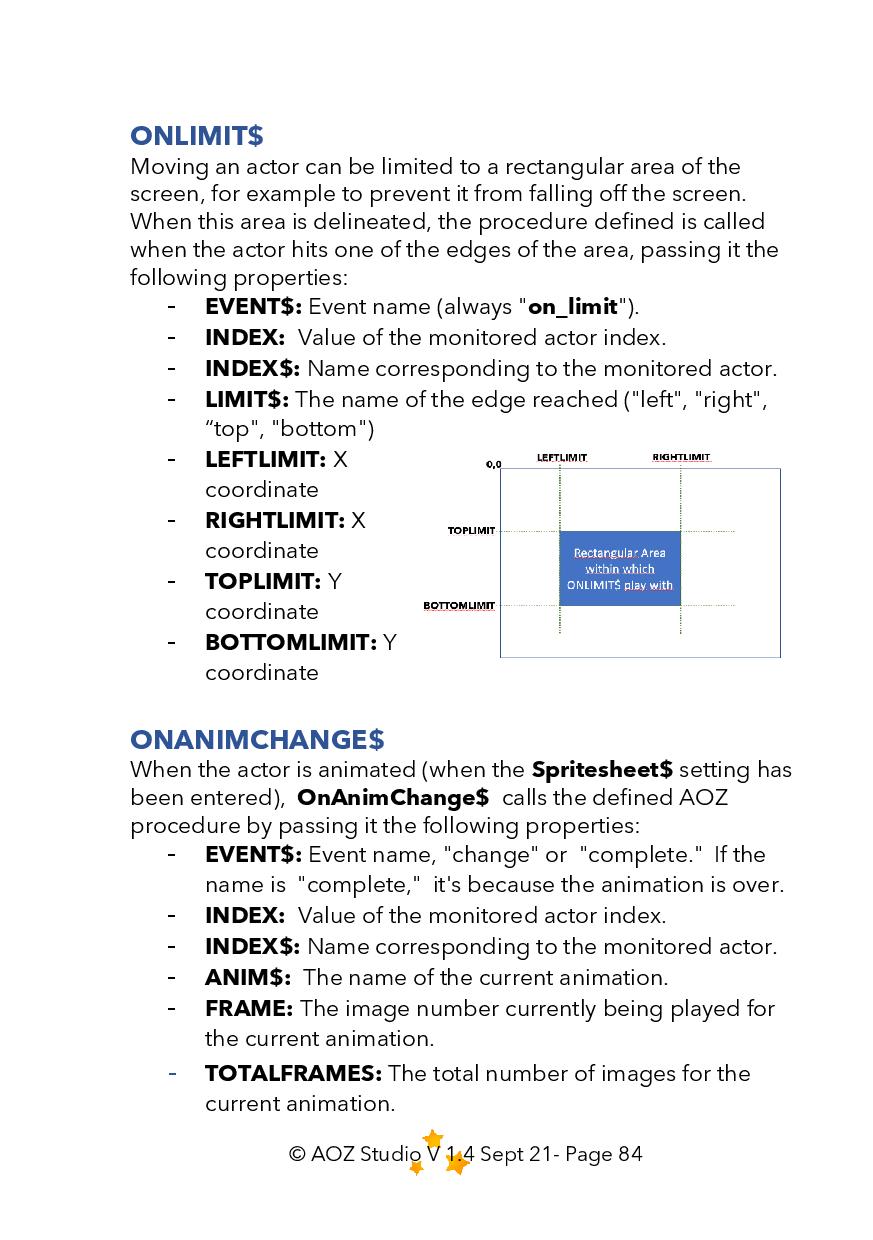 ONLIMIT$
Moving an actor can be limited to a rectangular area of the
screen, for example to prevent it from falling off the screen.
When this area is delineated, the procedure defined is called
when the actor hits one of the edges of the area, passing it the
following properties:
- EVENT$: Event name (always "on_limit").
- INDEX: Value of the monitored actor index.
- INDEX$: Name corresponding to the monitored actor.
- LIMIT$: The name of the edge reached ("left", "right",
“top", "bottom")
- LEFTLIMIT: X
coordinate
- RIGHTLIMIT: X
coordinate
- TOPLIMIT: Y
coordinate
- BOTTOMLIMIT: Y
coordinate
0,0
LEFTLIMIT
RIGHTLIMIT
TOPLIMIT
Rectangular Area
within which
ONLIMIT$ play with
BOTTOMLIMIT
ONANIMCHANGE$
When the actor is animated (when the Spritesheet$ setting has
been entered), OnAnimChange$ calls the defined AOZ
procedure by passing it the following properties:
- EVENT$: Event name, "change" or "complete." If the
name is "complete," it's because the animation is over.
- INDEX: Value of the monitored actor index.
- INDEX$: Name corresponding to the monitored actor.
- ANIM$: The name of the current animation.
- FRAME: The image number currently being played for
the current animation.
- TOTALFRAMES: The total number of images for the
current animation.
© AOZ Studio V 1.4 Sept 21- Page 84